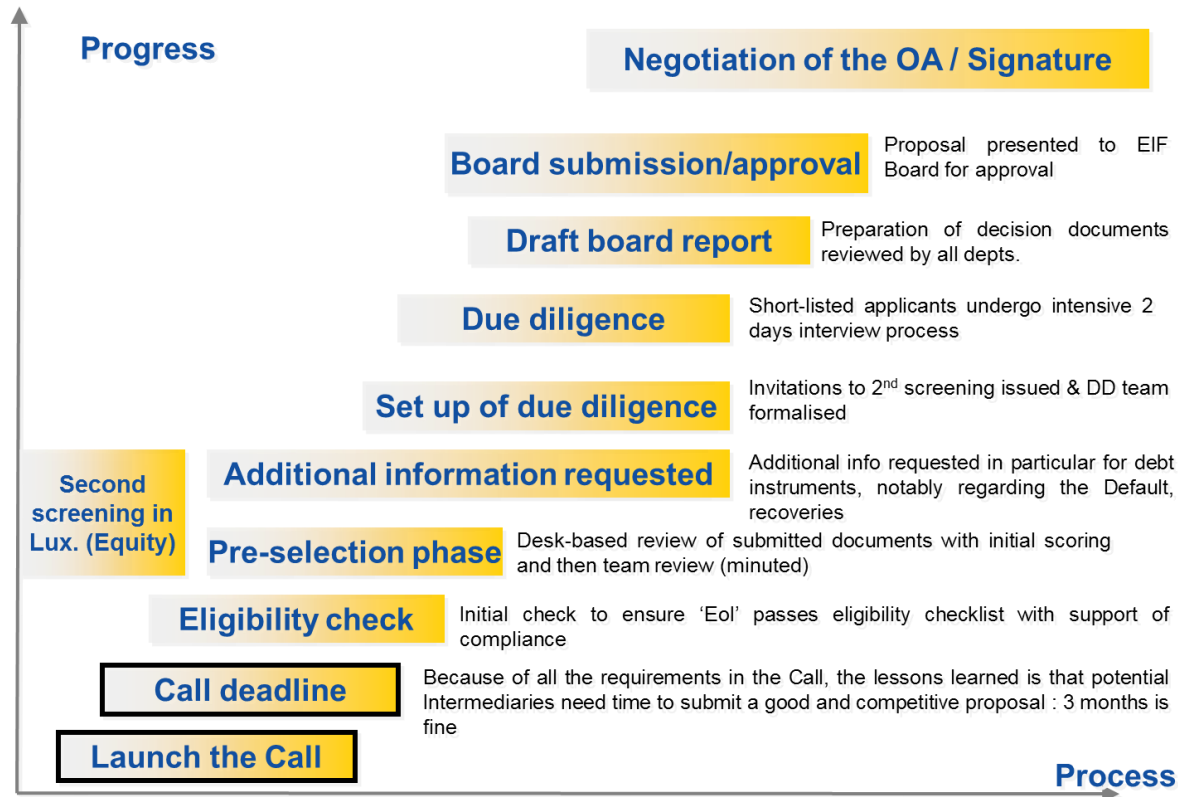 Progress
Negotiation of the OA / Signature
Board submission/approval
Proposal presented to EIF
Board for approval
Draft board report
Preparation of decision documents
reviewed by all depts.
Due diligence
Short-listed applicants undergo intensive 2
days interview process
Set up of due diligence
Invitations to 2nd screening issued & DD team
formalised
Second
screening in
Lux. (Equity)
Additional information requested
Additional info requested in particular for debt
instruments, notably regarding the Default,
recoveries
Pre-selection phase
Desk-based review of submitted documents with initial scoring
and then team review (minuted)
Eligibility check
Initial check to ensure ‘EoI’ passes eligibility checklist with support of
compliance
Call deadline
Because of all the requirements in the Call, the lessons learned is that potential
Intermediaries need time to submit a good and competitive proposal : 3 months is
fine
Launch the Call
Process